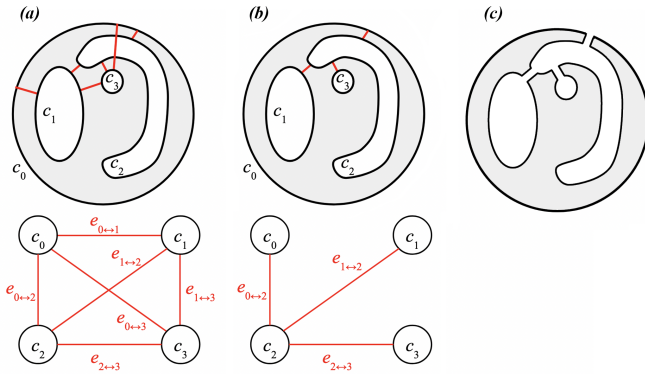 (a) (b) (c)
c3 c3
c1 c1
c2 c2
c0 c0
c0 e0↔1 c1 c0 c1
e1↔2 e1↔2
e0↔2 e1↔3 e0↔2
e0↔3
c2 e2↔3 c3 c2 e2↔3 c3